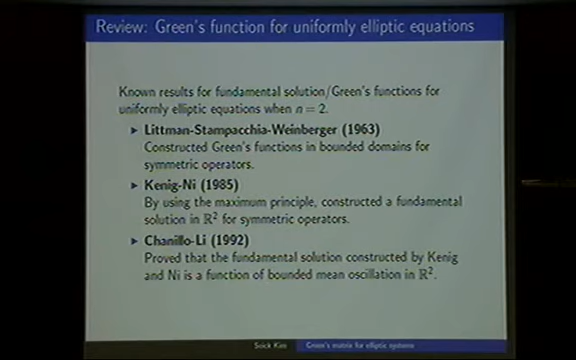 Review: Green's function for uniformly elliptic equations
Known results for fundamental solution/Green's functions for
uniformly elliptic equations when n = 2.
▶ Littman-Stampacchia-Weinberger (1963)
Constructed Green's functions in bounded domains for
symmetric operators.
▶ Kenig-Ni (1985)
By using the maximum principle, constructed a fundamental
solution in ℝ² for symmetric operators.
▶ Chanillo-Li (1992)
Proved that the fundamental solution constructed by Kenig
and Ni is a function of bounded mean oscillation in ℝ².
Seick Kim Green's matrix for elliptic systems